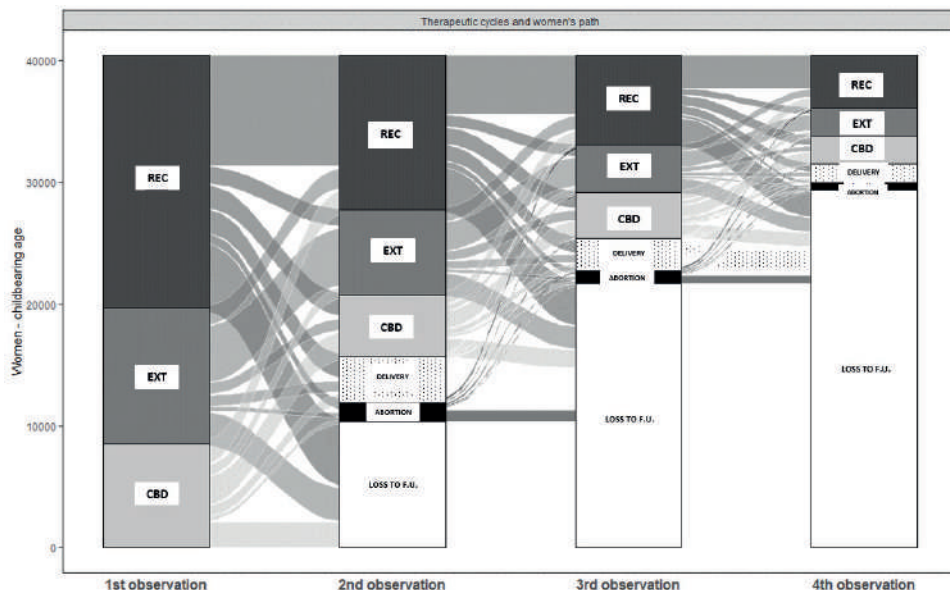 Therapeutic cycles and women's path
Women - childbearing age
40000
30000
20000
10000
0
REC
EXT
CBD
REC
EXT
CBD
DELIVERY
ABORTION
LOSS TO F.U.
REC
EXT
CBD
DELIVERY
ABORTION
LOSS TO F.U.
REC
EXT
CBD
DELIVERY
ABORTION
LOSS TO F.U.
1st observation
2nd observation
3rd observation
4th observation